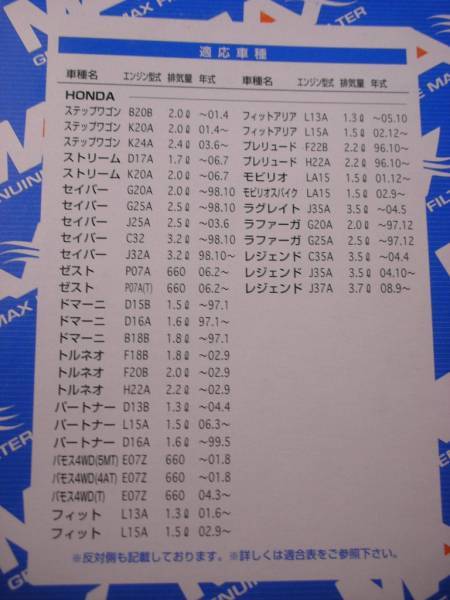 適応車種
車種名 エンジン型式 排気量 年式 車種名 エンジン型式 排気量 年式
HONDA
ステップワゴン B20B 2.0ℓ ～01.4
ステップワゴン K20A 2.0ℓ 01.4～
ステップワゴン K24A 2.4ℓ 03.6～
ストリーム D17A 1.7ℓ ～06.7
ストリーム K20A 2.0ℓ ～06.7
セイバー G20A 2.0ℓ ～98.10
セイバー G25A 2.5ℓ ～98.10
セイバー J25A 2.5ℓ ～03.6
セイバー C32 3.2ℓ ～98.10
セイバー J32A 3.2ℓ 98.10～
ゼスト P07A 660 06.2～
ゼスト P07A(T) 660 06.2～
ドマーニ D15B 1.5ℓ ～97.1
ドマーニ D16A 1.6ℓ 97.1～
ドマーニ B18B 1.8ℓ ～97.1
トルネオ F18B 1.8ℓ ～02.9
トルネオ F20B 2.0ℓ ～02.9
トルネオ H22A 2.2ℓ ～02.9
パートナー D13B 1.3ℓ ～04.4
パートナー L15A 1.5ℓ 06.3～
パートナー D16A 1.6ℓ ～99.5
バモス4WD(5MT) E07Z 660 ～01.8
バモス4WD(4AT) E07Z 660 ～01.8
バモス4WD(T) E07Z 660 04.3～
フィット L13A 1.3ℓ 01.6～
フィット L15A 1.5ℓ 02.9～
フィットアリア L13A 1.3ℓ ～05.10
フィットアリア L15A 1.5ℓ 02.12～
プレリュード F22B 2.2ℓ 96.10～
プレリュード H22A 2.2ℓ 96.10～
モビリオ LA15 1.5ℓ 01.12～
モビリオスパイク LA15 1.5ℓ 02.9～
ラグレイト J35A 3.5ℓ ～04.5
ラファーガ G20A 2.0ℓ ～97.12
ラファーガ G25A 2.5ℓ ～97.12
レジェンド C35A 3.5ℓ ～04.4
レジェンド J35A 3.5ℓ 04.10～
レジェンド J37A 3.7ℓ 08.9～
※反対側も記載しております。※詳しくは適合表をご参照下さい。